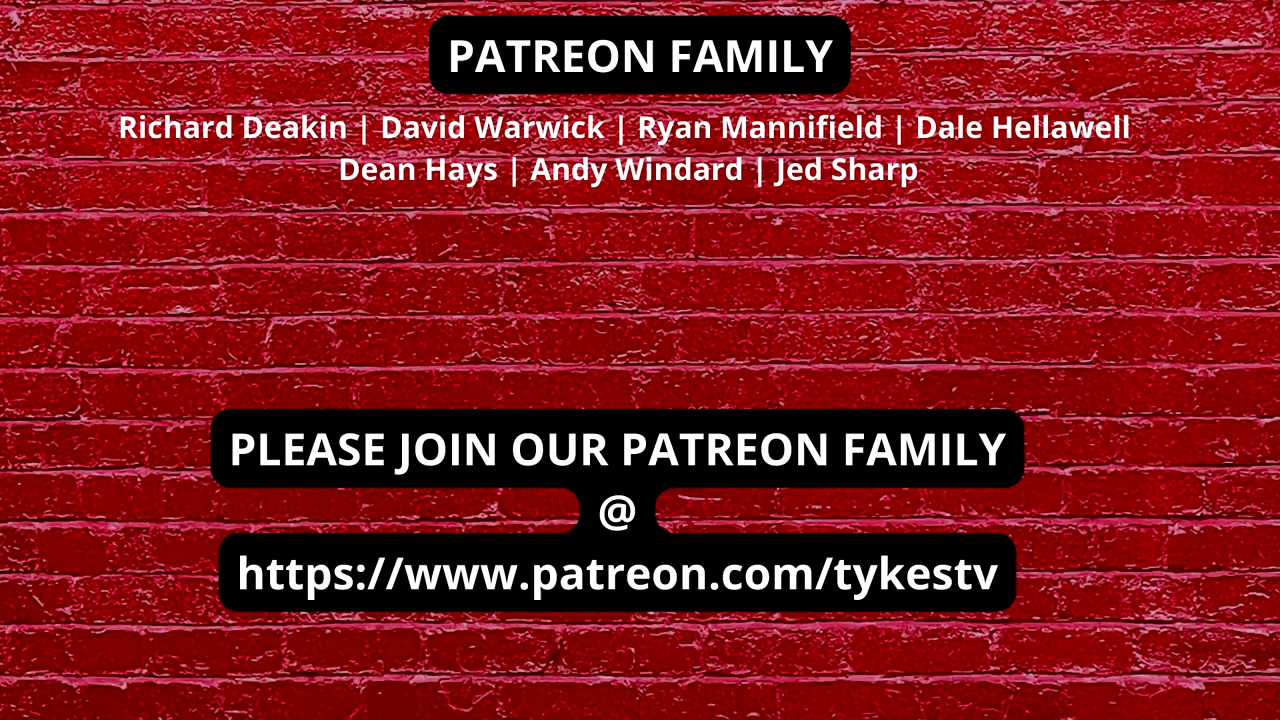 PATREON FAMILY
Richard Deakin | David Warwick | Ryan Mannifield | Dale Hellawell
Dean Hays | Andy Windard | Jed Sharp
PLEASE JOIN OUR PATREON FAMILY
@
https://www.patreon.com/tykestv